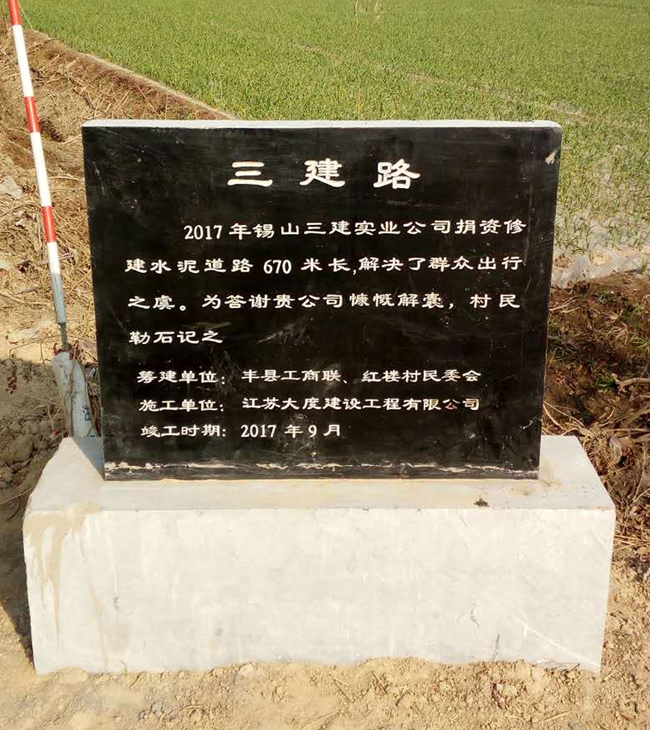 三建路
2017年锡山三建实业公司捐资修
建水泥道路670米长,解决了群众出行
之虞。为答谢贵公司慷慨解囊，村民
勒石记之
筹建单位：丰县工商联、红楼村民委会
施工单位：江苏大度建设工程有限公司
竣工时期：2017年9月